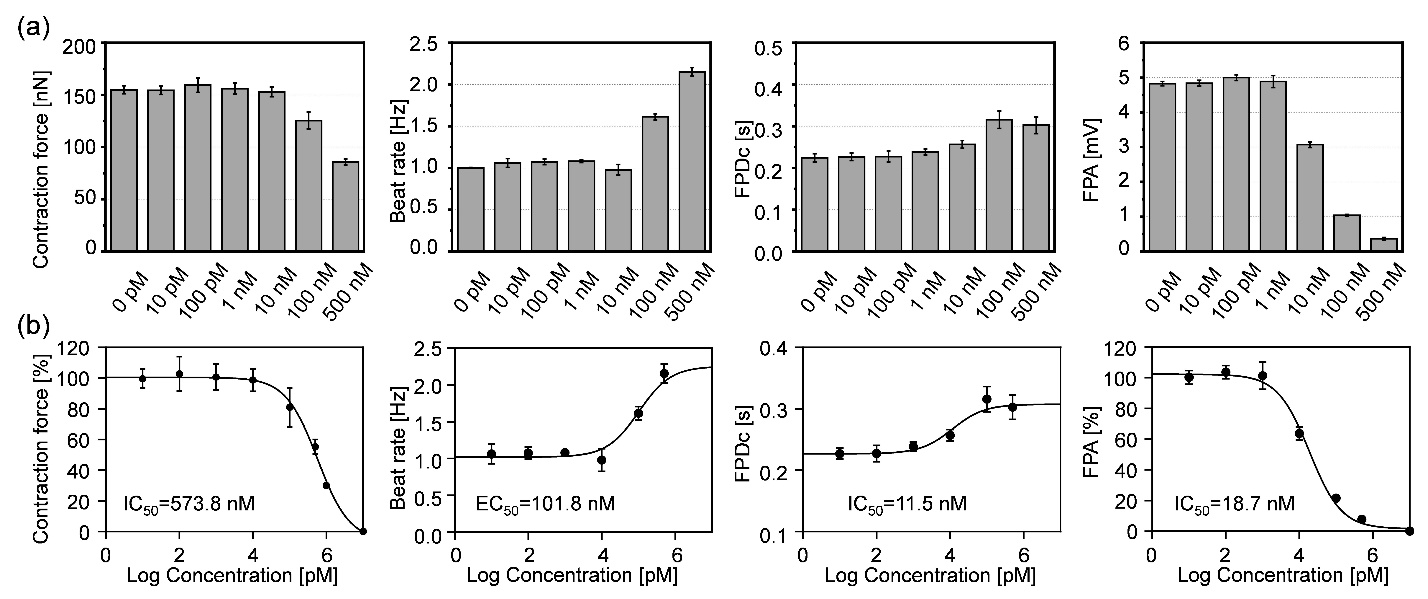 (a)
Contraction force [nN]
200
150
100
50
0
0 pM
10 pM
100 pM
1 nM
10 nM
100 nM
500 nM
Beat rate [Hz]
2.5
2.0
1.5
1.0
0.5
0.0
0 pM
10 pM
100 pM
1 nM
10 nM
100 nM
500 nM
FPDc [s]
0.5
0.4
0.3
0.2
0.1
0.0
0 pM
10 pM
100 pM
1 nM
10 nM
100 nM
500 nM
FPA [mV]
6
5
4
3
2
1
0
0 pM
10 pM
100 pM
1 nM
10 nM
100 nM
500 nM
(b)
Contraction force [%]
120
100
80
60
40
20
0
IC50=573.8 nM
0 2 4 6
Log Concentration [pM]
Beat rate [Hz]
2.5
2.0
1.5
1.0
0.5
0.0
EC50=101.8 nM
0 2 4 6
Log Concentration [pM]
FPDc [s]
0.4
0.3
0.2
0.1
IC50=11.5 nM
0 2 4 6
Log Concentration [pM]
FPA [%]
120
100
80
60
40
20
0
IC50=18.7 nM
0 2 4 6
Log Concentration [pM]